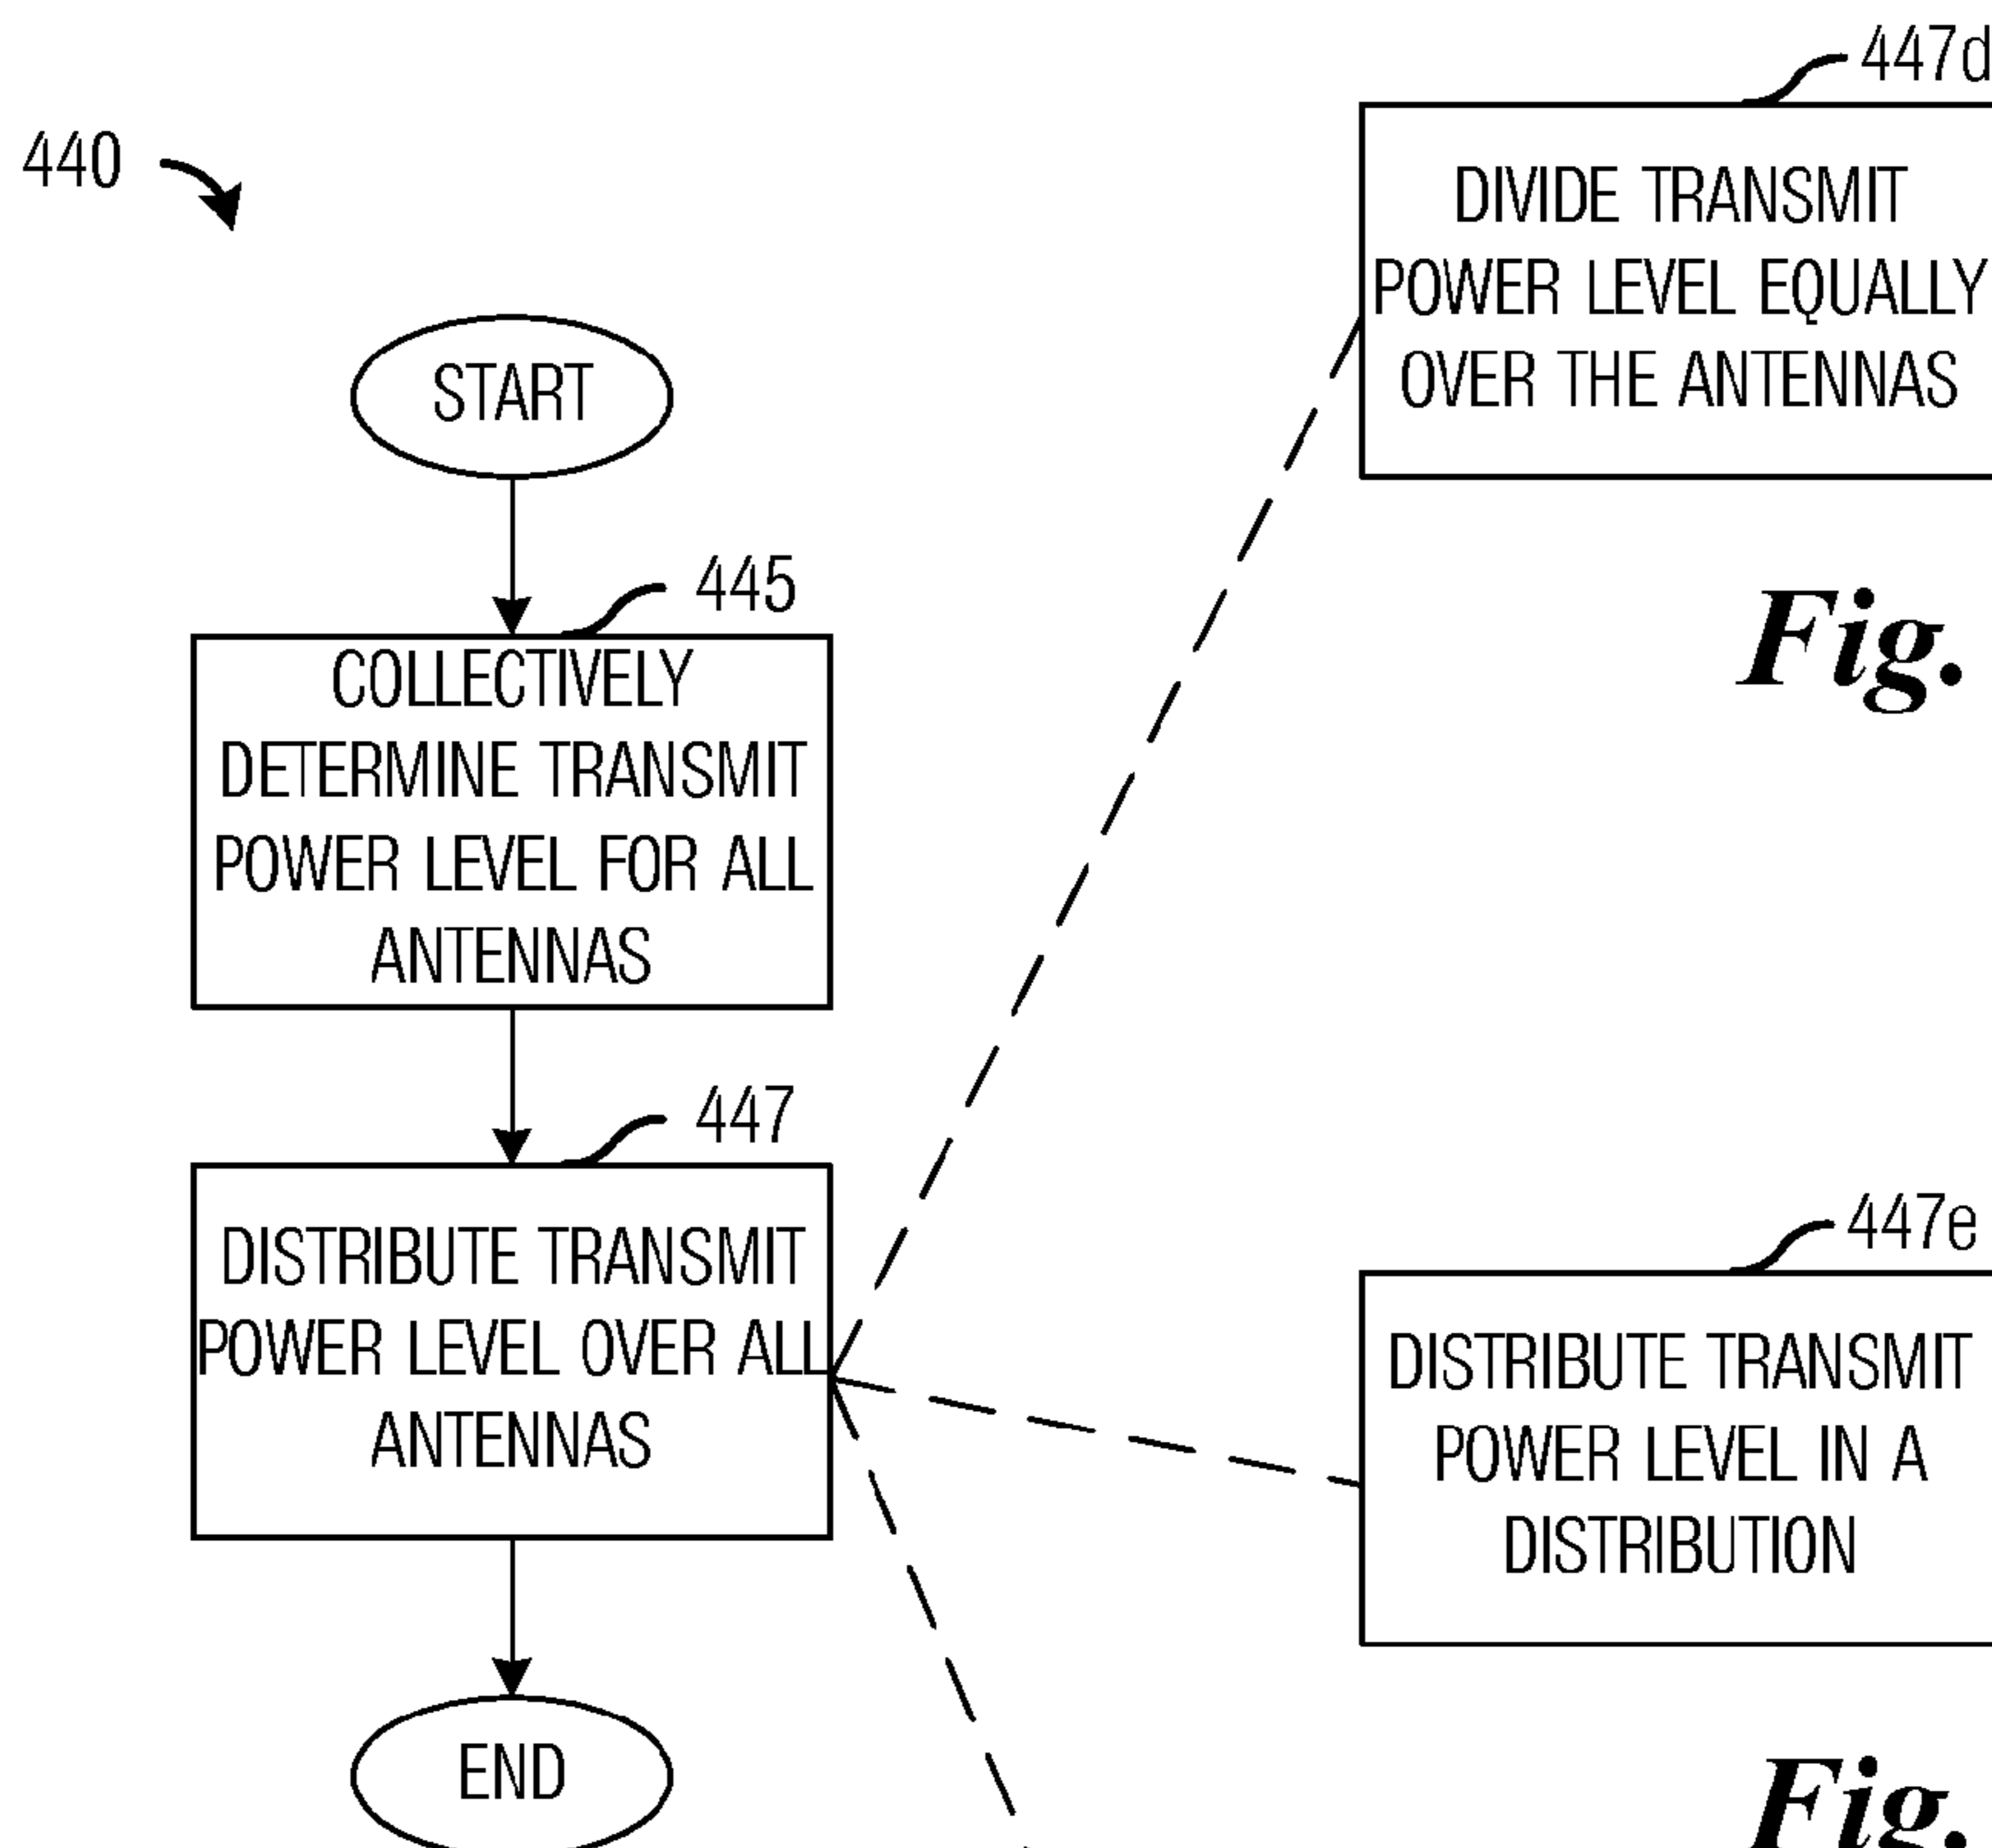 440
START
445
COLLECTIVELY
DETERMINE TRANSMIT
POWER LEVEL FOR ALL
ANTENNAS
447
DISTRIBUTE TRANSMIT
POWER LEVEL OVER ALL
ANTENNAS
END
447d
DIVIDE TRANSMIT
POWER LEVEL EQUALLY
OVER THE ANTENNAS
Fig.
447e
DISTRIBUTE TRANSMIT
POWER LEVEL IN A
DISTRIBUTION
Fig.